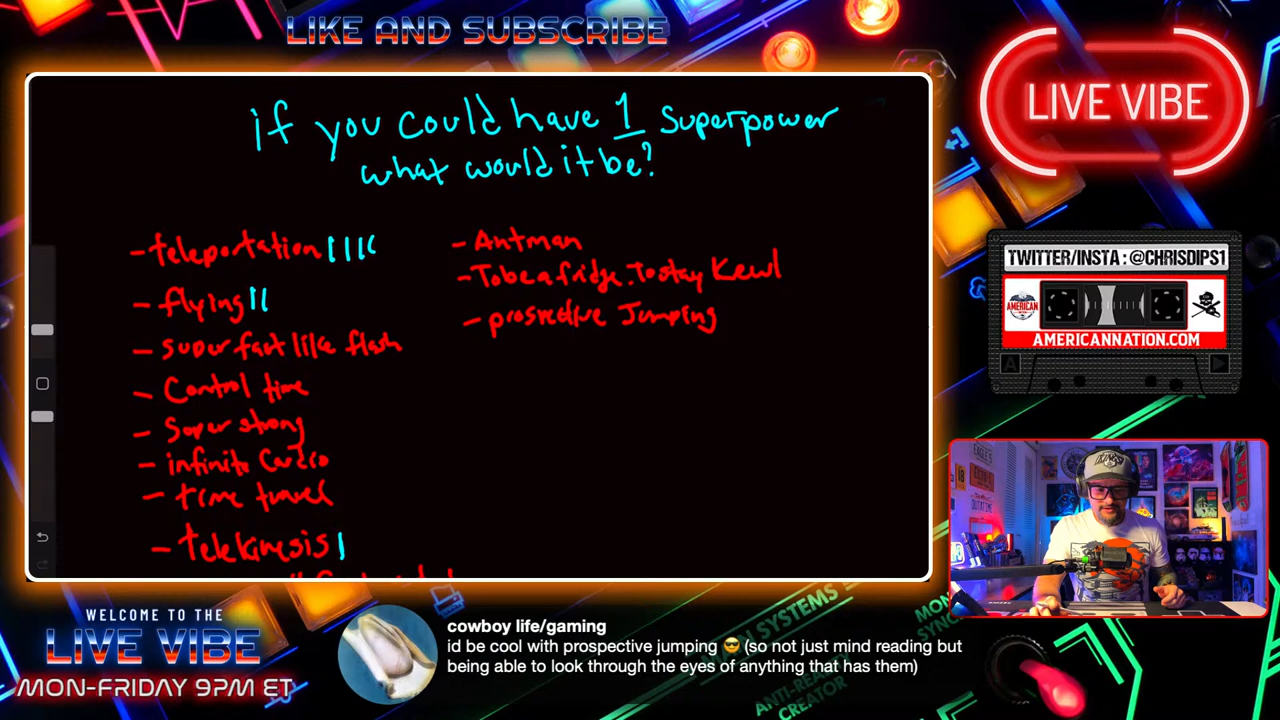 LIKE AND SUBSCRIBE
if you could have 1 superpower
what would it be?
- teleportation ||||
- flying ||
- super fast like flash
- Control time
- Super strong
- infinite Cardio
- time travel
- telekinesis |
- Antman
- To be a fridge. To stay Kewl
- prospective Jumping
LIVE VIBE
TWITTER/INSTA : @CHRISDIPS1
AMERICAN
AMERICANNATION.COM
A
WELCOME TO THE
LIVE VIBE
MON-FRIDAY 9PM ET
cowboy life/gaming
id be cool with prospective jumping 😎 (so not just mind reading but
being able to look through the eyes of anything that has them)
SYSTEMS
CREATOR